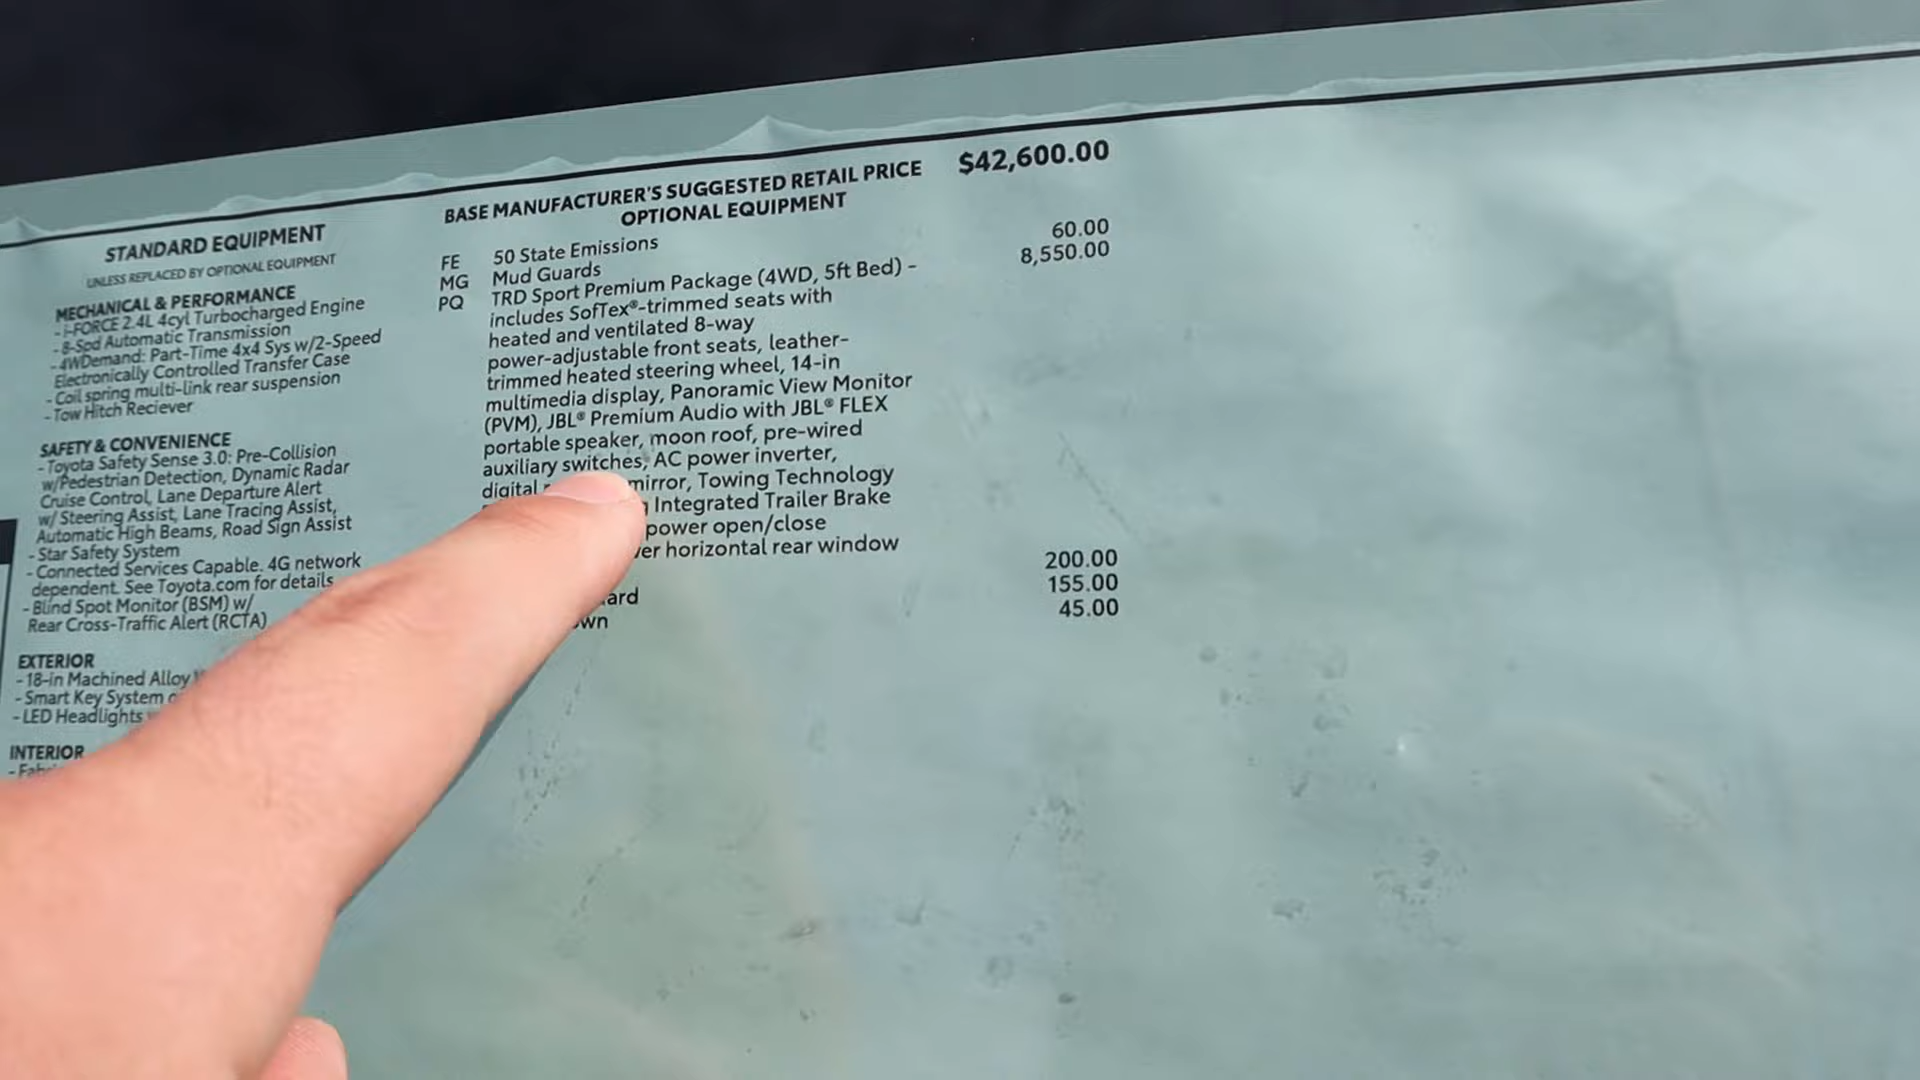 BASE MANUFACTURER'S SUGGESTED RETAIL PRICE $42,600.00
OPTIONAL EQUIPMENT
FE 50 State Emissions
MG Mud Guards 60.00
PQ TRD Sport Premium Package (4WD, 5ft Bed) - 8,550.00
includes SofTex®-trimmed seats with
heated and ventilated 8-way
power-adjustable front seats, leather-
trimmed heated steering wheel, 14-in
multimedia display, Panoramic View Monitor
(PVM), JBL® Premium Audio with JBL® FLEX
portable speaker, moon roof, pre-wired
auxiliary switches, AC power inverter,
digital mirror, Towing Technology
Integrated Trailer Brake
power open/close
horizontal rear window
200.00
155.00
45.00
STANDARD EQUIPMENT
UNLESS REPLACED BY OPTIONAL EQUIPMENT
MECHANICAL & PERFORMANCE
- i-FORCE 2.4L 4cyl Turbocharged Engine
- 8-Spd Automatic Transmission
- 4WDemand: Part-Time 4x4 Sys w/2-Speed
Electronically Controlled Transfer Case
- Coil spring multi-link rear suspension
- Tow Hitch Reciever
SAFETY & CONVENIENCE
- Toyota Safety Sense 3.0: Pre-Collision
w/Pedestrian Detection, Dynamic Radar
Cruise Control, Lane Departure Alert
w/ Steering Assist, Lane Tracing Assist,
Automatic High Beams, Road Sign Assist
- Star Safety System
- Connected Services Capable. 4G network
dependent. See Toyota.com for details
- Blind Spot Monitor (BSM) w/
Rear Cross-Traffic Alert (RCTA)
EXTERIOR
- 18-in Machined Alloy
- Smart Key System
- LED Headlights
INTERIOR